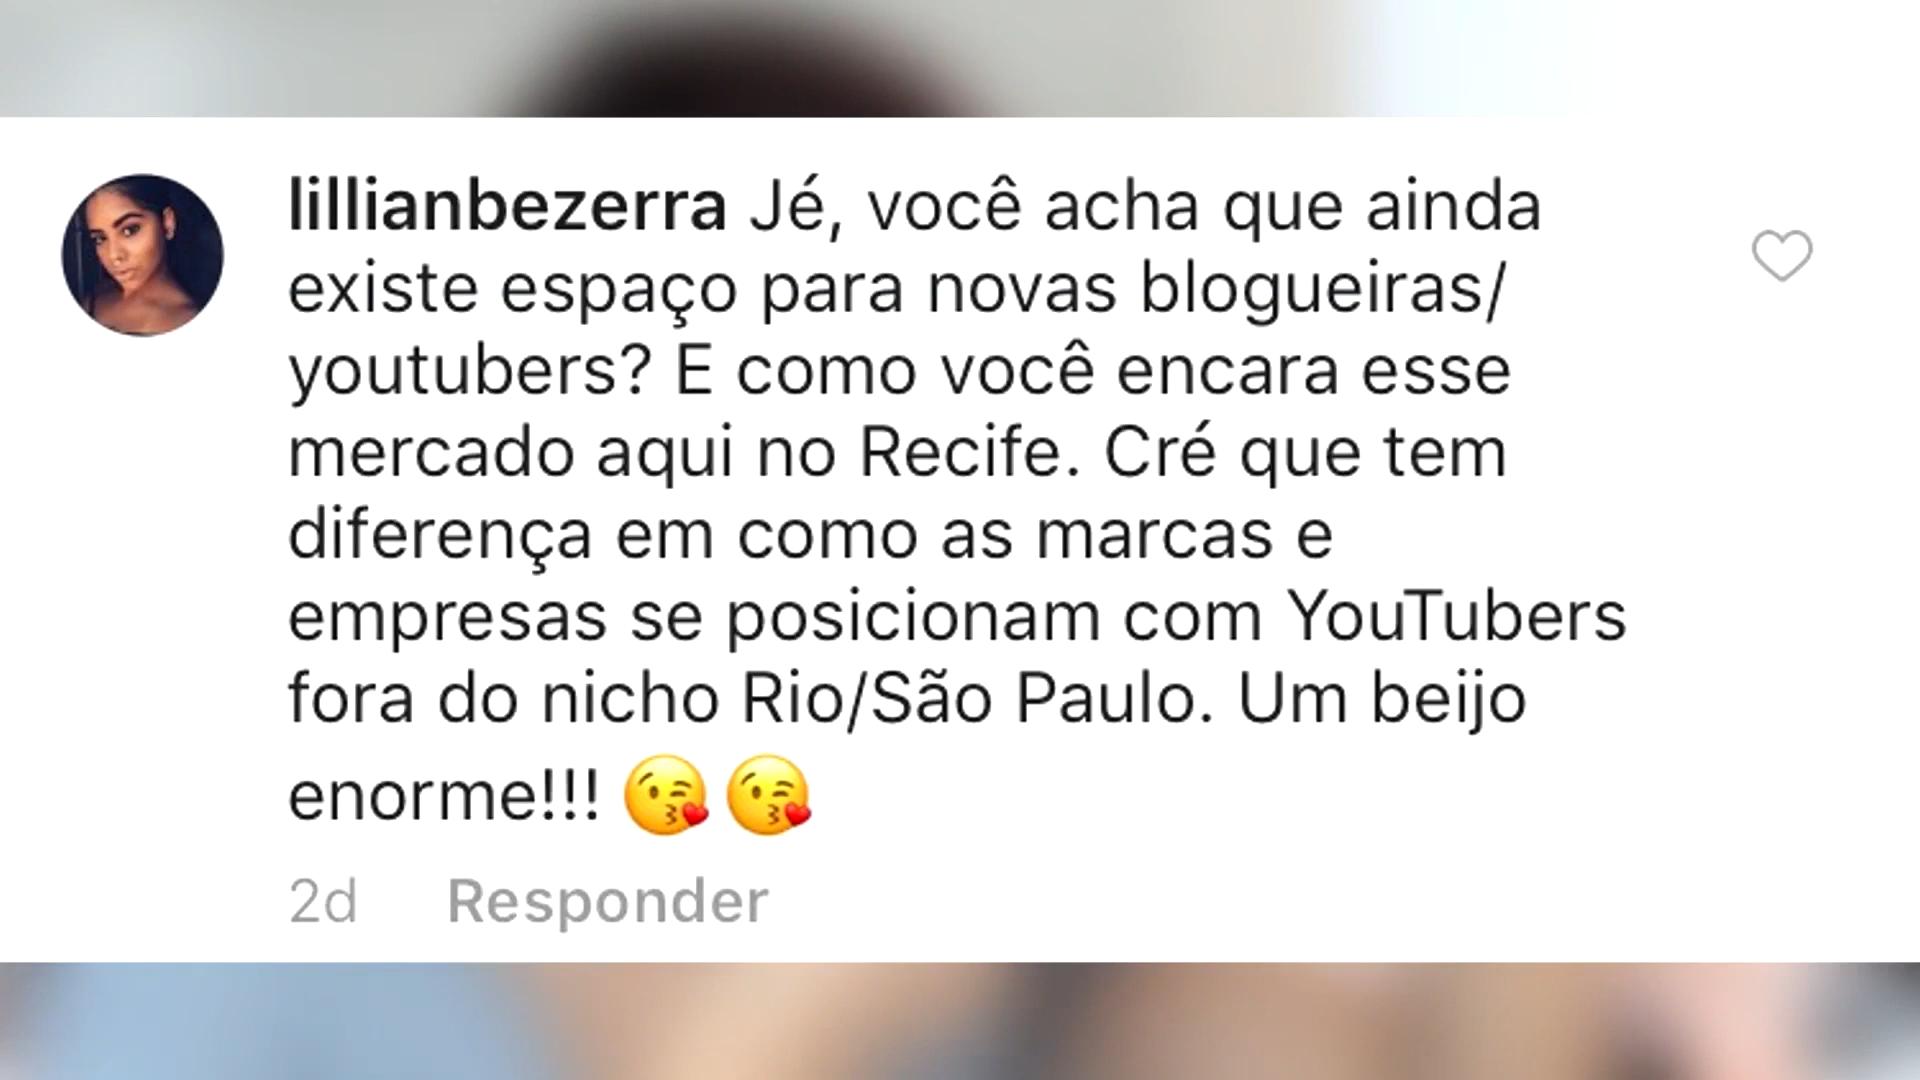 lillianbezerra Jé, você acha que ainda
existe espaço para novas blogueiras/
youtubers? E como você encara esse
mercado aqui no Recife. Cré que tem
diferença em como as marcas e
empresas se posicionam com YouTubers
fora do nicho Rio/São Paulo. Um beijo
enorme!!! 😘 😘
2d Responder